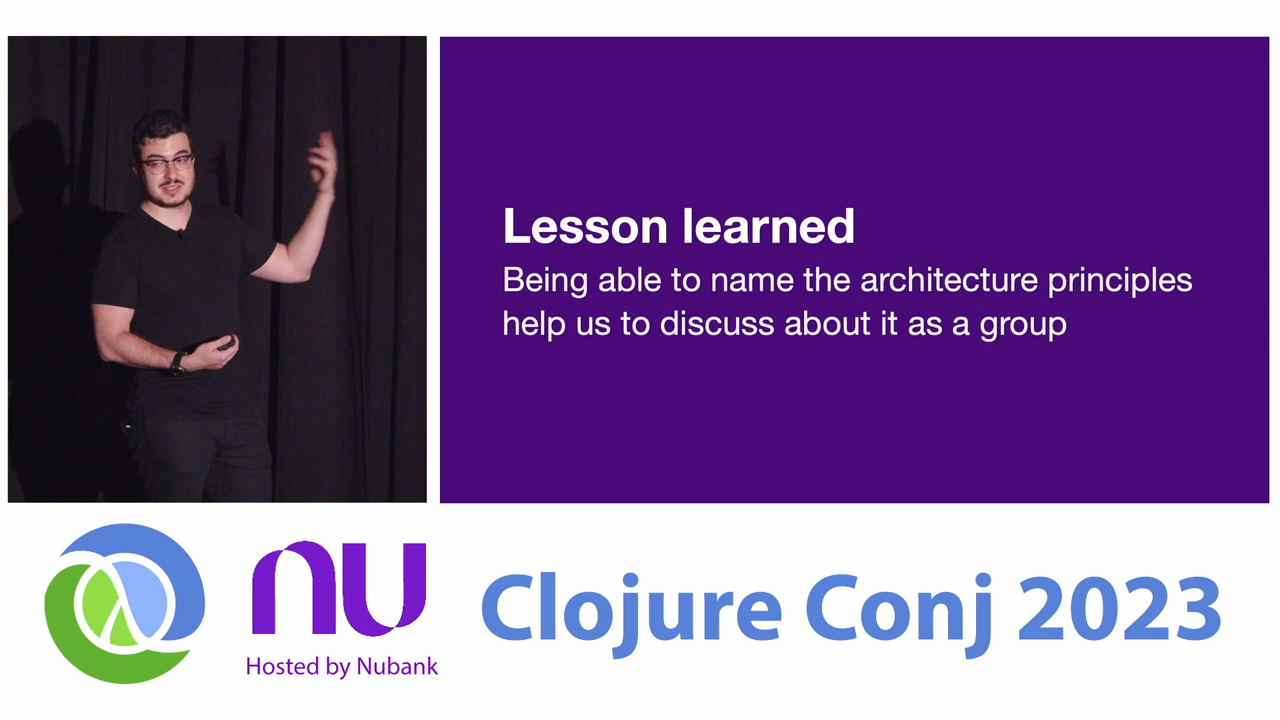 Lesson learned
Being able to name the architecture principles
help us to discuss about it as a group
nu
Hosted by Nubank
Clojure Conj 2023